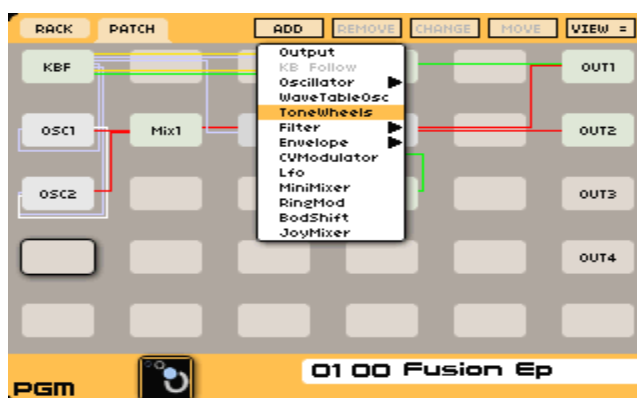 RACK PATCH ADD REMOVE CHANGE MOVE VIEW =
Output
KB Follow
Oscillator
WaveTableOsc
ToneWheels
Filter
Envelope
CVModulator
Lfo
MiniMixer
RingMod
BodShift
JoyMixer
KBF OUT1
OSC1 Mix1 OUT2
OSC2 OUT3
OUT4
PGM 01 00 Fusion Ep